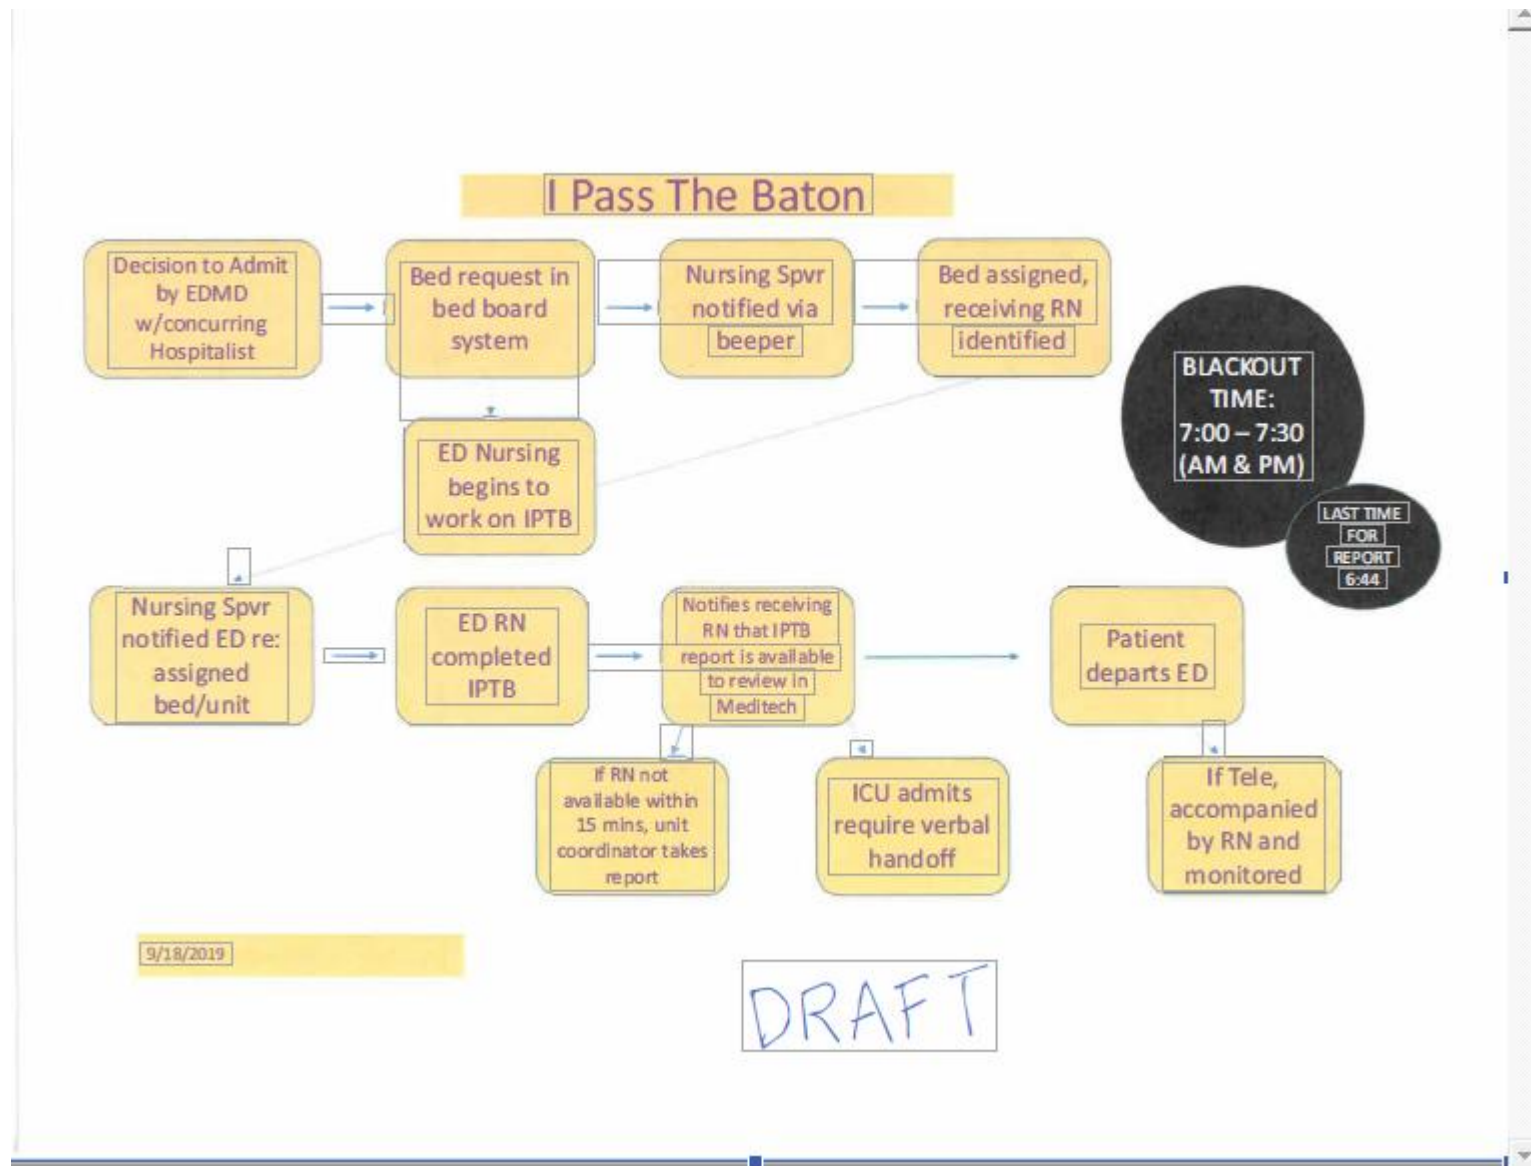 I Pass The Baton
Decision to Admit
by EDMD
w/concurring
Hospitalist
Bed request in
bed board
system
Nursing Spvr
notified via
beeper
Bed assigned,
receiving RN
identified
BLACKOUT
TIME:
7:00 – 7:30
(AM & PM)
LAST TIME
FOR
REPORT
6:44
ED Nursing
begins to
work on IPTB
Nursing Spvr
notified ED re:
assigned
bed/unit
ED RN
completed
IPTB
Notifies receiving
RN that IPTB
report is available
to review in
Meditech
Patient
departs ED
If RN not
available within
15 mins, unit
coordinator takes
report
ICU admits
require verbal
handoff
If Tele,
accompanied
by RN and
monitored
9/18/2019
DRAFT